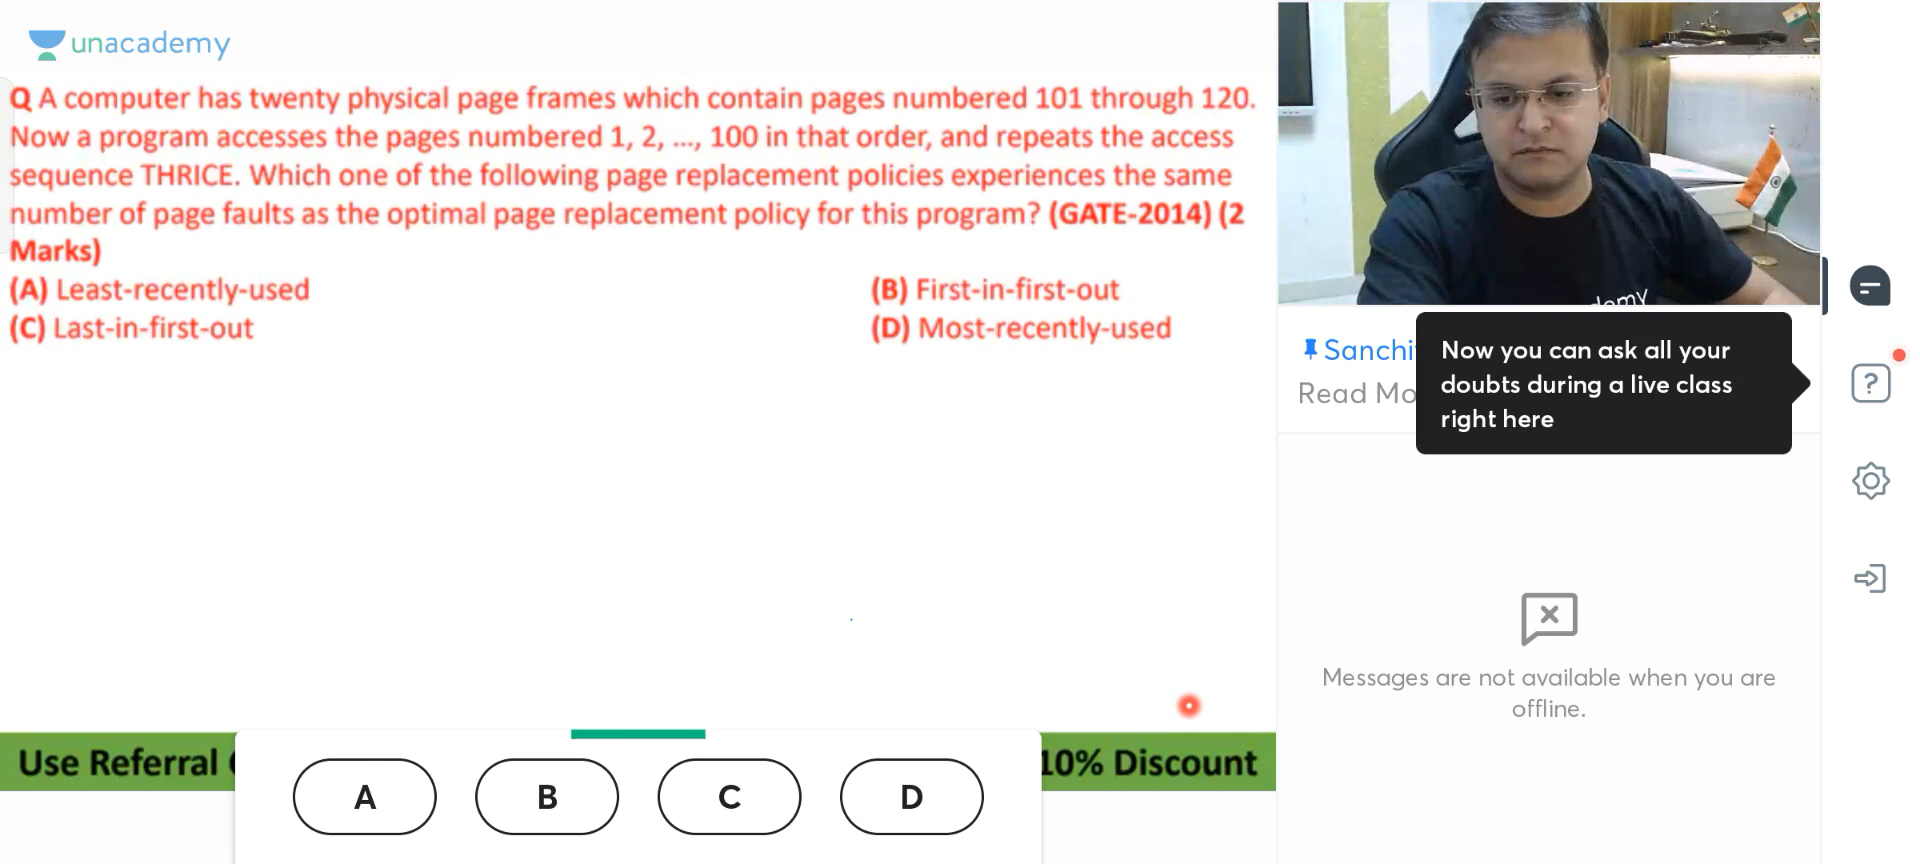 unacademy
Q A computer has twenty physical page frames which contain pages numbered 101 through 120.
Now a program accesses the pages numbered 1, 2, ..., 100 in that order, and repeats the access
sequence THRICE. Which one of the following page replacement policies experiences the same
number of page faults as the optimal page replacement policy for this program? (GATE-2014) (2
Marks)
(A) Least-recently-used (B) First-in-first-out
(C) Last-in-first-out (D) Most-recently-used
Use Referral
10% Discount
A B C D
Sanchi
Read Mo
Now you can ask all your
doubts during a live class
right here
?
Messages are not available when you are
offline.